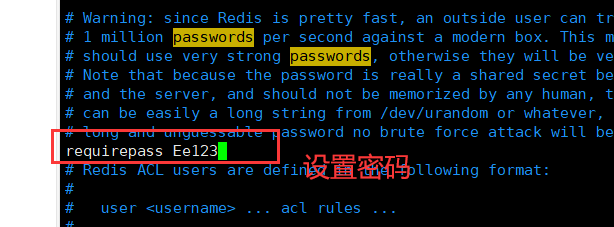 # Warning: since Redis is pretty fast, an outside user can tr
# 1 million passwords per second against a modern box. This m
# should use very strong passwords, otherwise they will be ve
# Note that because the password is really a shared secret be
# and the server, and should not be memorized by any human, t
# can be easily a long string from /dev/urandom or whatever,
# long and unguessable password no brute force attack will be
requirepass Ee123
# Redis ACL users are defined in the following format:
设置密码
#
#   user <username> ... acl rules ...
#